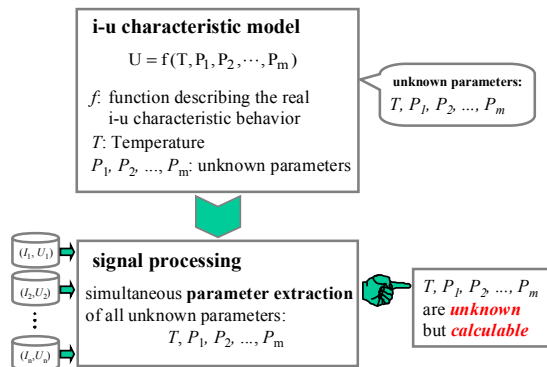 i-u characteristic model
U = f(T, P₁, P₂, ⋯, Pₘ)
f: function describing the real
i-u characteristic behavior
T: Temperature
P₁, P₂, ..., Pₘ: unknown parameters
unknown parameters:
T, P₁, P₂, ..., Pₘ
(I₁, U₁)
(I₂,U₂)
⋮
(Iₙ,Uₙ)
signal processing
simultaneous parameter extraction
of all unknown parameters:
T, P₁, P₂, ..., Pₘ
T, P₁, P₂, ..., Pₘ
are unknown
but calculable